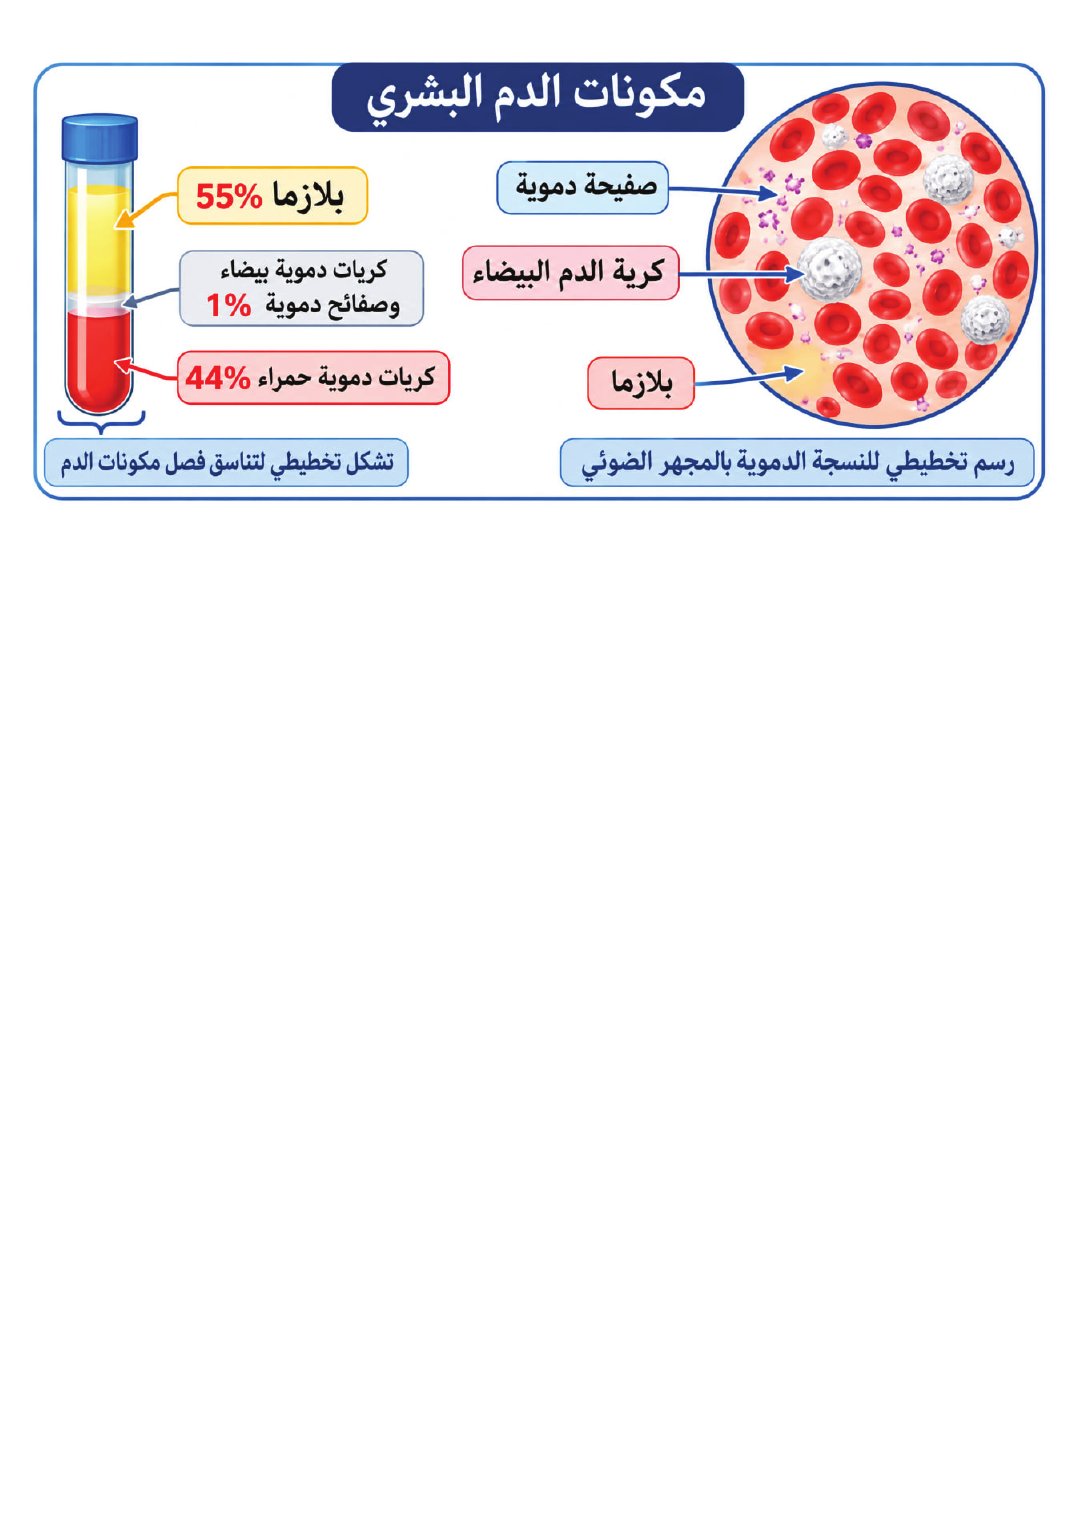 مكونات الدم البشري
صفيحة دموية
كرية الدم البيضاء
بلازما
رسم تخطيطي للنسجة الدموية بالمجهر الضوئي
بلازما 55%
كريات دموية بيضاء
وصفائح دموية 1%
كريات دموية حمراء 44%
تشكل تخطيطي لتناسق فصل مكونات الدم